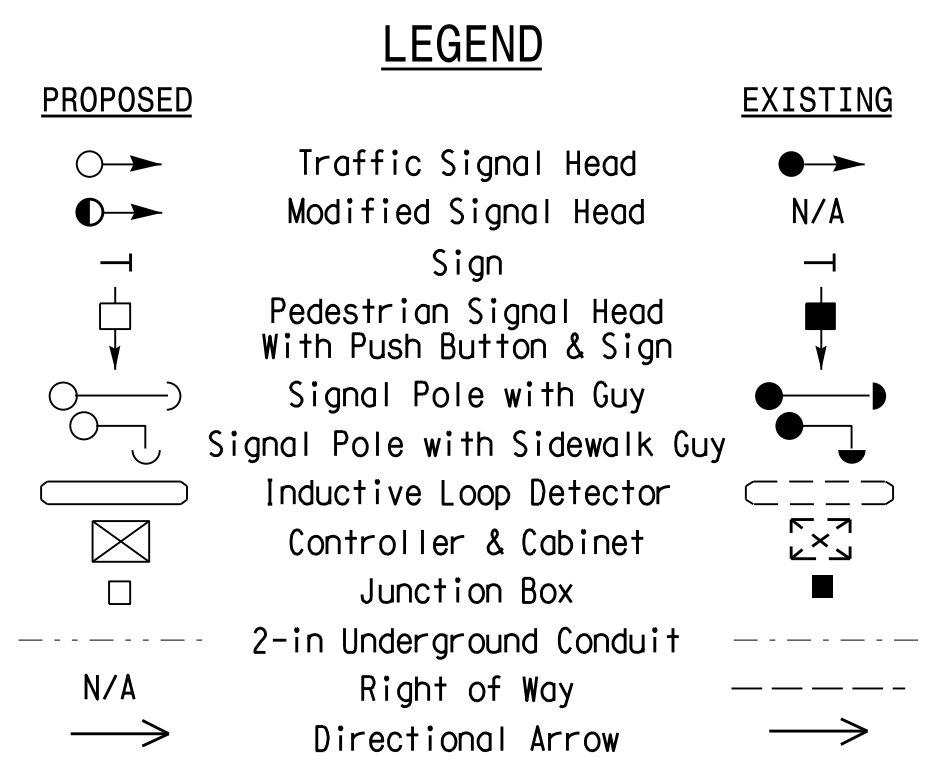 LEGEND
PROPOSED EXISTING
Traffic Signal Head
Modified Signal Head N/A
Sign
Pedestrian Signal Head
With Push Button & Sign
Signal Pole with Guy
Signal Pole with Sidewalk Guy
Inductive Loop Detector
Controller & Cabinet
Junction Box
2-in Underground Conduit
N/A Right of Way
Directional Arrow